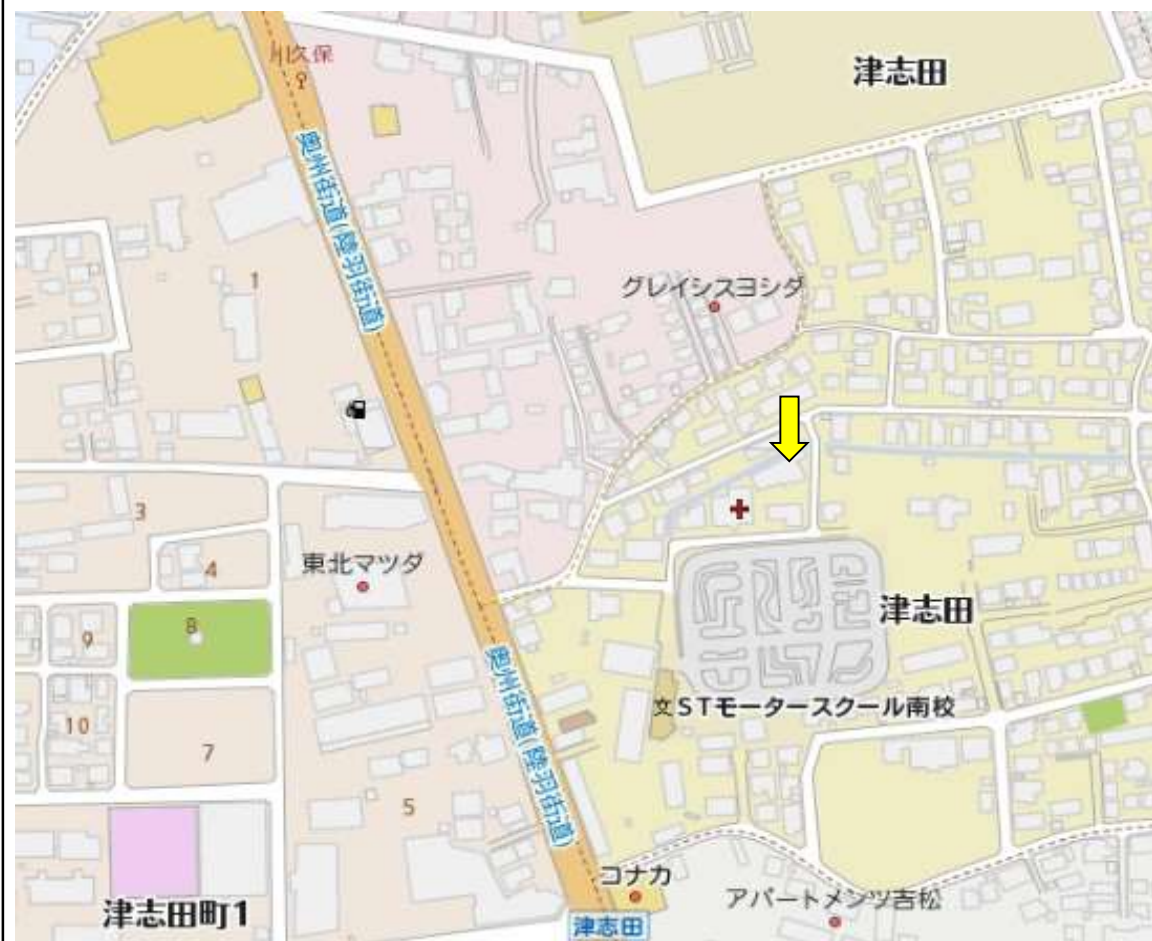 川久保
津志田
奥州街道(陸羽街道)
グレイシスヨシダ
1
3
4
東北マツダ
8
9
津志田
10
7
奥州街道(陸羽街道)
文 STモータースクール南校
5
コナカ
アパートメンツ吉松
津志田町1
津志田